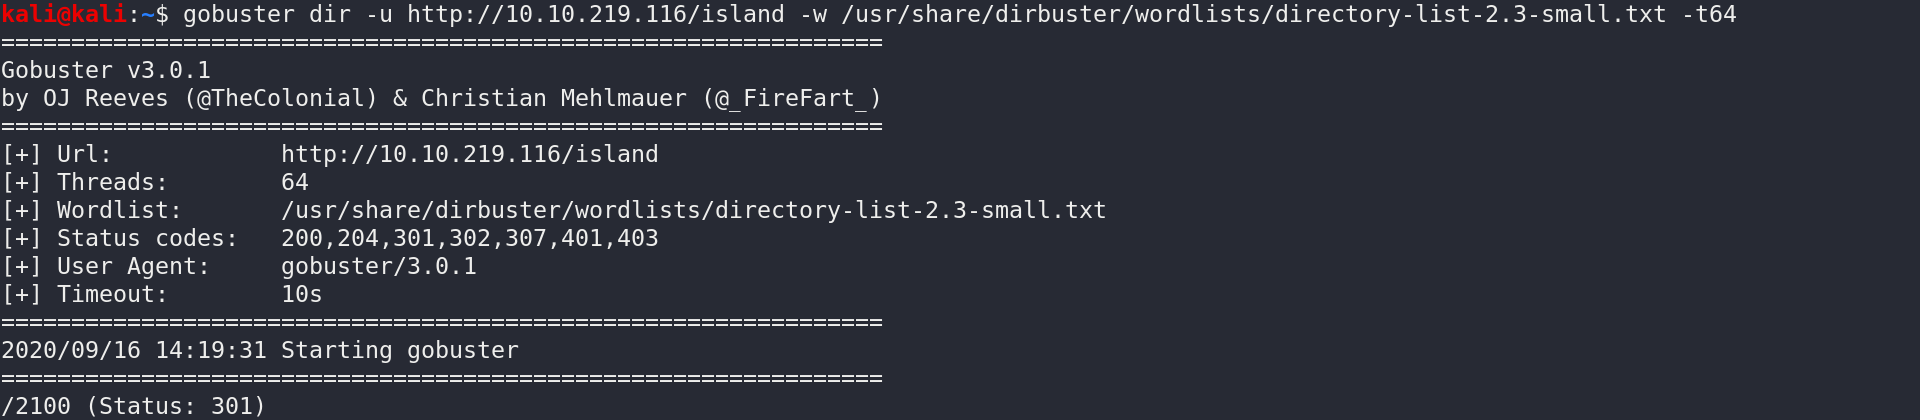 kali@kali:~$ gobuster dir -u http://10.10.219.116/island -w /usr/share/dirbuster/wordlists/directory-list-2.3-small.txt -t64
===============================================================
Gobuster v3.0.1
by OJ Reeves (@TheColonial) & Christian Mehlmauer (@_FireFart_)
===============================================================
[+] Url:            http://10.10.219.116/island
[+] Threads:        64
[+] Wordlist:       /usr/share/dirbuster/wordlists/directory-list-2.3-small.txt
[+] Status codes:   200,204,301,302,307,401,403
[+] User Agent:     gobuster/3.0.1
[+] Timeout:        10s
===============================================================
2020/09/16 14:19:31 Starting gobuster
===============================================================
/2100 (Status: 301)